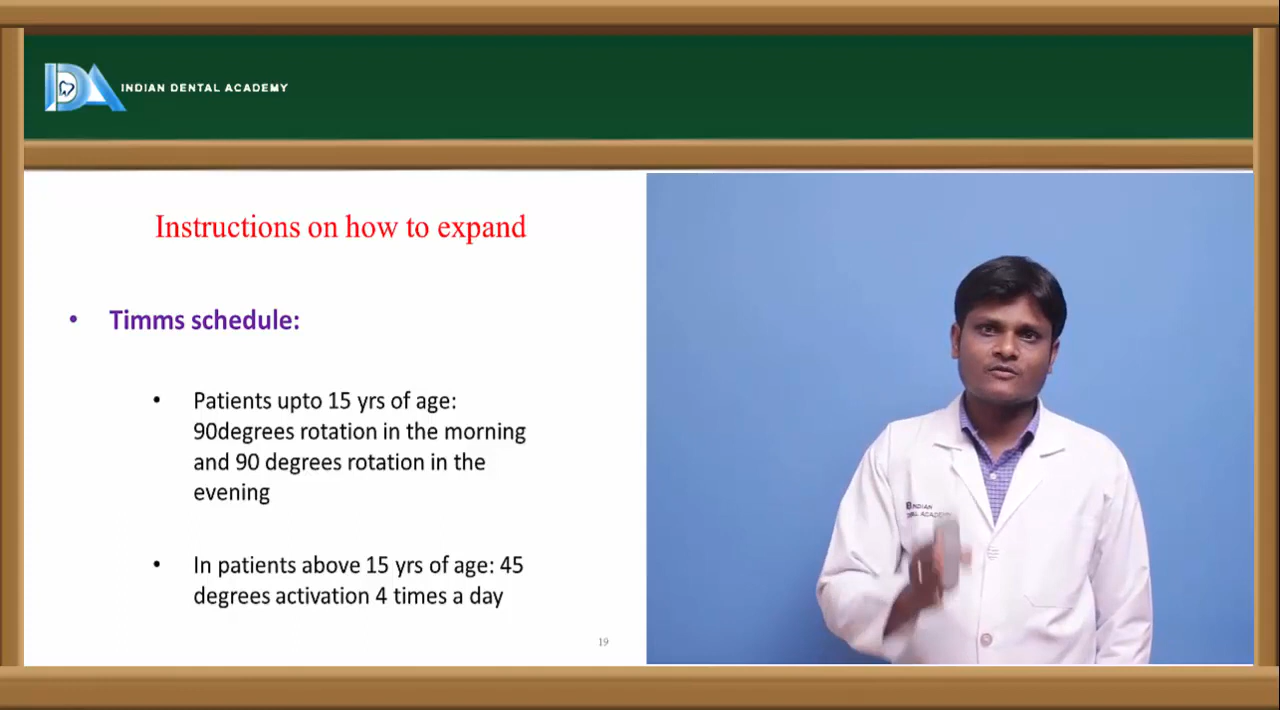 INDIAN DENTAL ACADEMY
Instructions on how to expand
• Timms schedule:
• Patients upto 15 yrs of age:
90degrees rotation in the morning
and 90 degrees rotation in the
evening
• In patients above 15 yrs of age: 45
degrees activation 4 times a day
19
INDIAN
ACADEMY